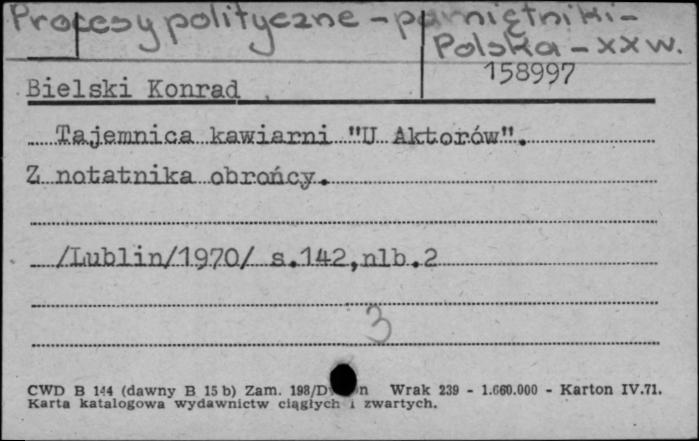 Procesy polityczne - pamiętniki -
Polska - XX w.
158997
Bielski Konrad
Tajemnica kawiarni "U Aktorów".
Z notatnika obrońcy.
/Lublin/1970/ s.142,nlb.2
3
CWD B 144 (dawny B 15 b) Zam. 198/D n Wrak 239 - 1.660.000 - Karton IV.71.
Karta katalogowa wydawnictw ciągłych i zwartych.